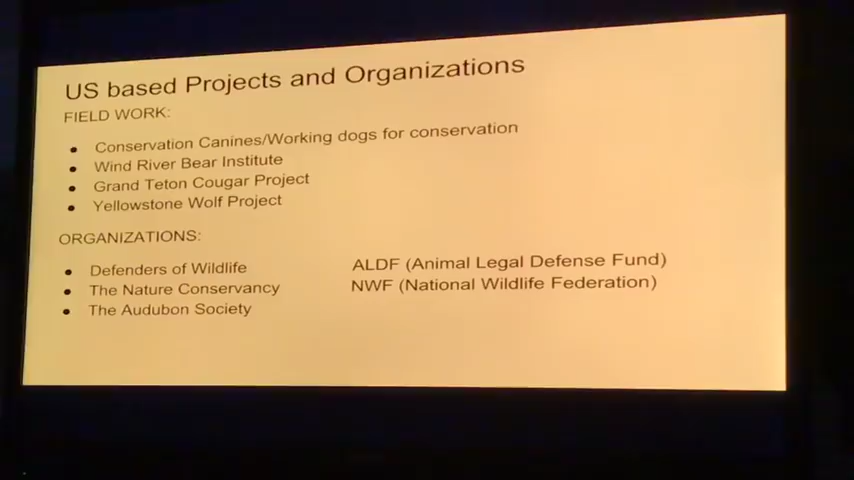 US based Projects and Organizations
FIELD WORK:
• Conservation Canines/Working dogs for conservation
• Wind River Bear Institute
• Grand Teton Cougar Project
• Yellowstone Wolf Project
ORGANIZATIONS:
• Defenders of Wildlife
• The Nature Conservancy
• The Audubon Society
ALDF (Animal Legal Defense Fund)
NWF (National Wildlife Federation)